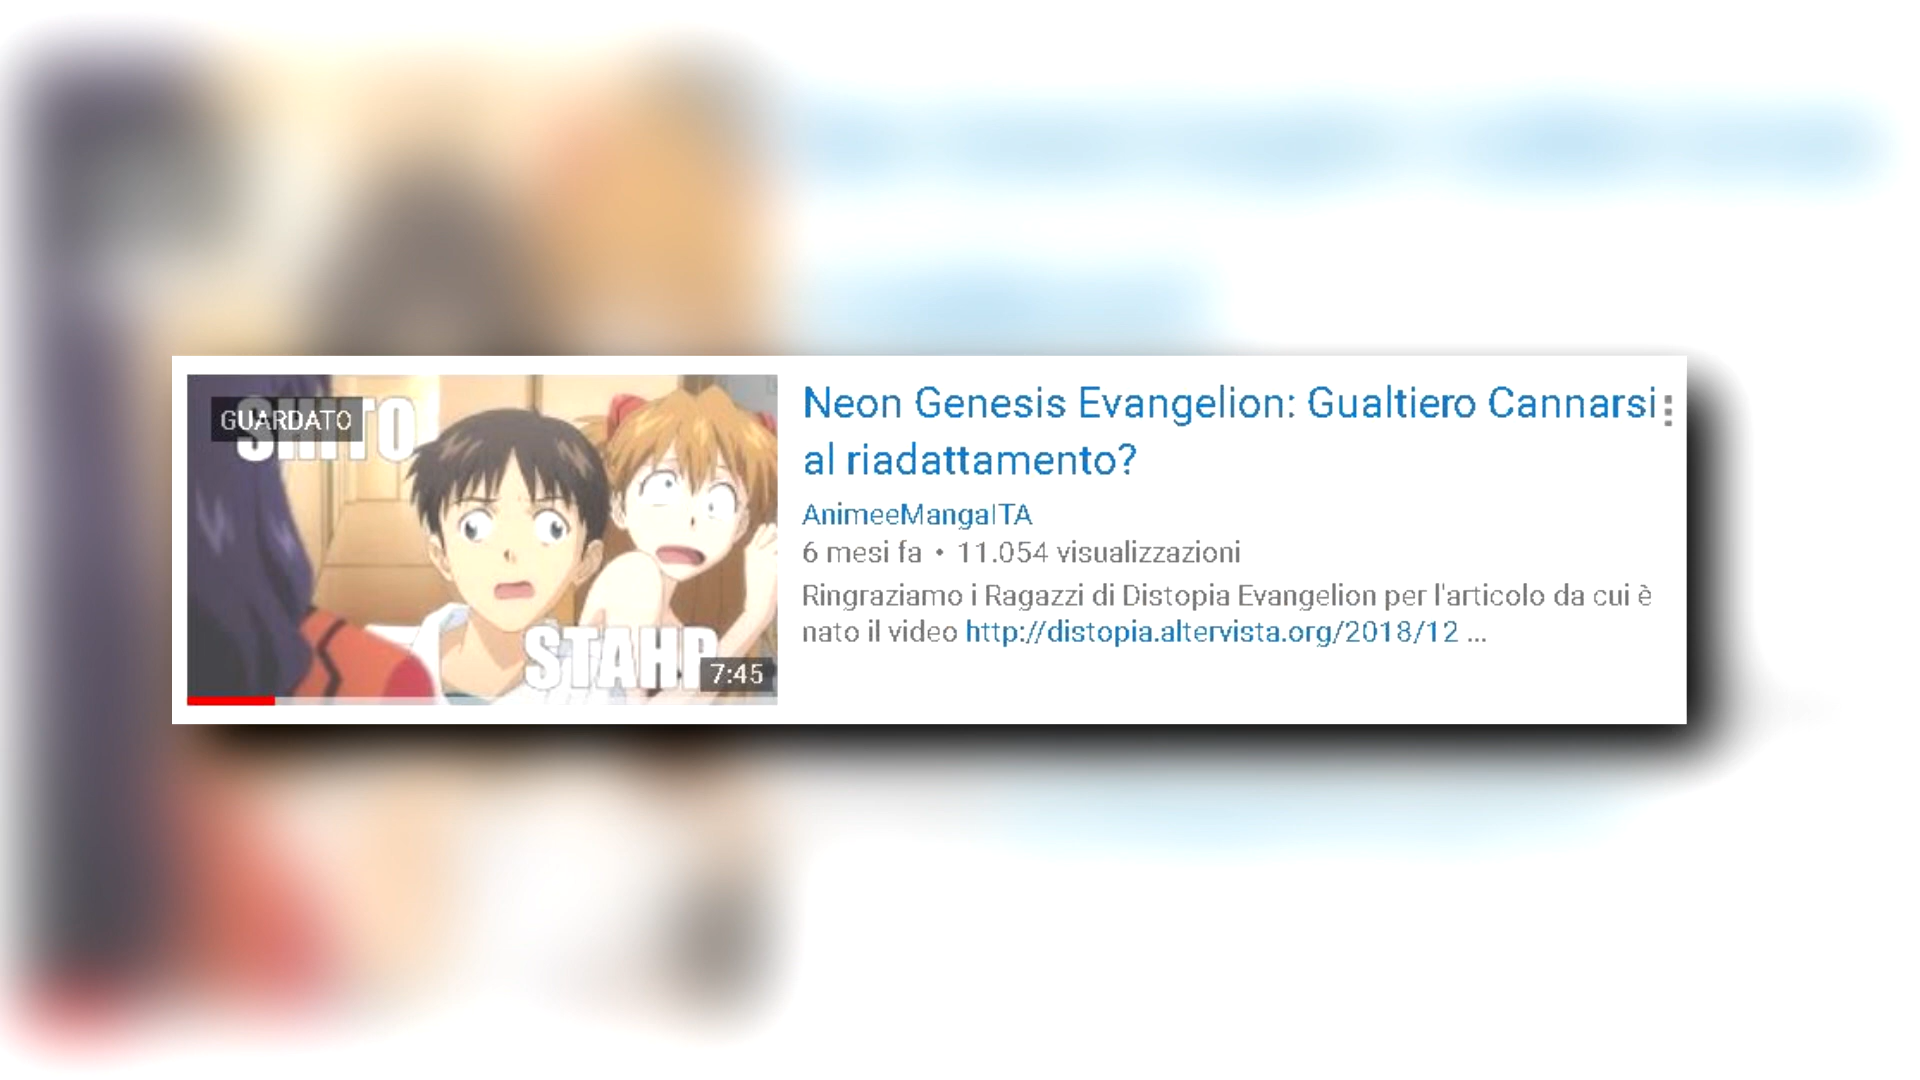 GUARDATO
SHITO
STAHP
7:45
Neon Genesis Evangelion: Gualtiero Cannarsi
al riadattamento?
AnimeeMangaITA
6 mesi fa • 11.054 visualizzazioni
Ringraziamo i Ragazzi di Distopia Evangelion per l'articolo da cui è
nato il video http://distopia.altervista.org/2018/12 ...